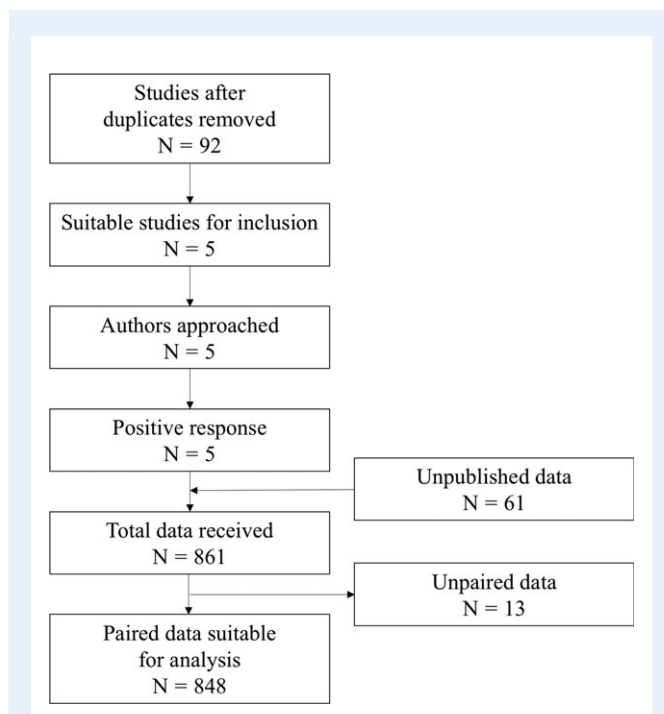 Studies after
duplicates removed
N = 92
Suitable studies for inclusion
N = 5
Authors approached
N = 5
Positive response
N = 5
Unpublished data
N = 61
Total data received
N = 861
Unpaired data
N = 13
Paired data suitable
for analysis
N = 848